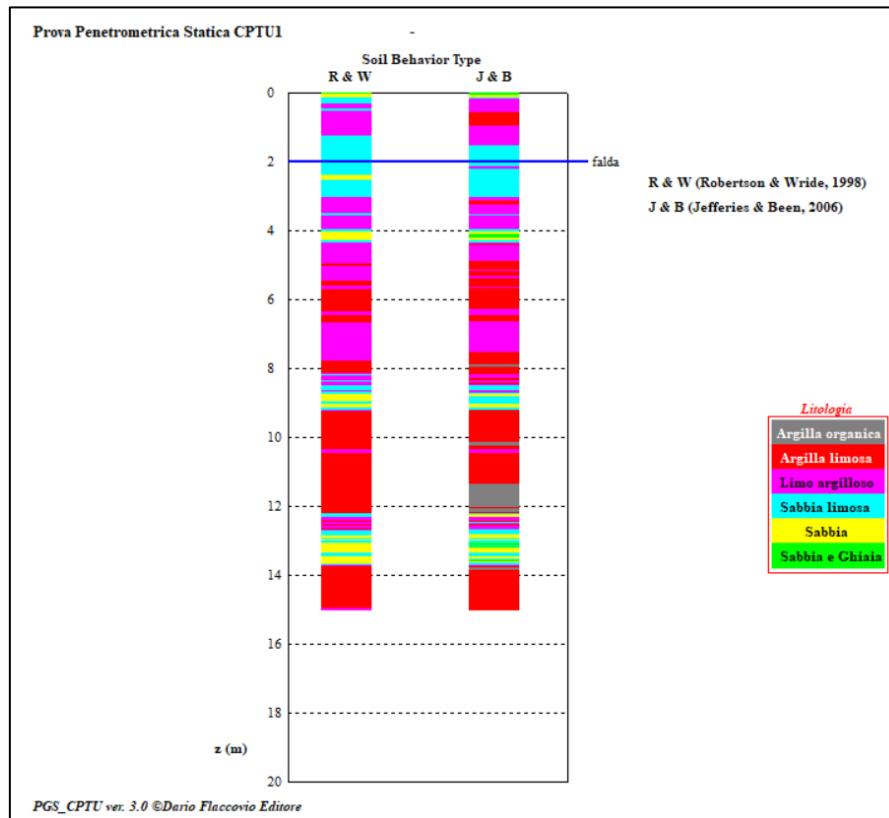 Prova Penetrometrica Statica CPTU1 -
Soil Behavior Type
R & W J & B
0
2
falda
R & W (Robertson & Wride, 1998)
J & B (Jefferies & Been, 2006)
4
6
8
Litologia
10
Argilla organica
Argilla limosa
Limo argilloso
12
Sabbia limosa
Sabbia
Sabbia e Ghiaia
14
16
18
z (m)
20
PGS_CPTU ver. 3.0 ©Dario Flaccovio Editore